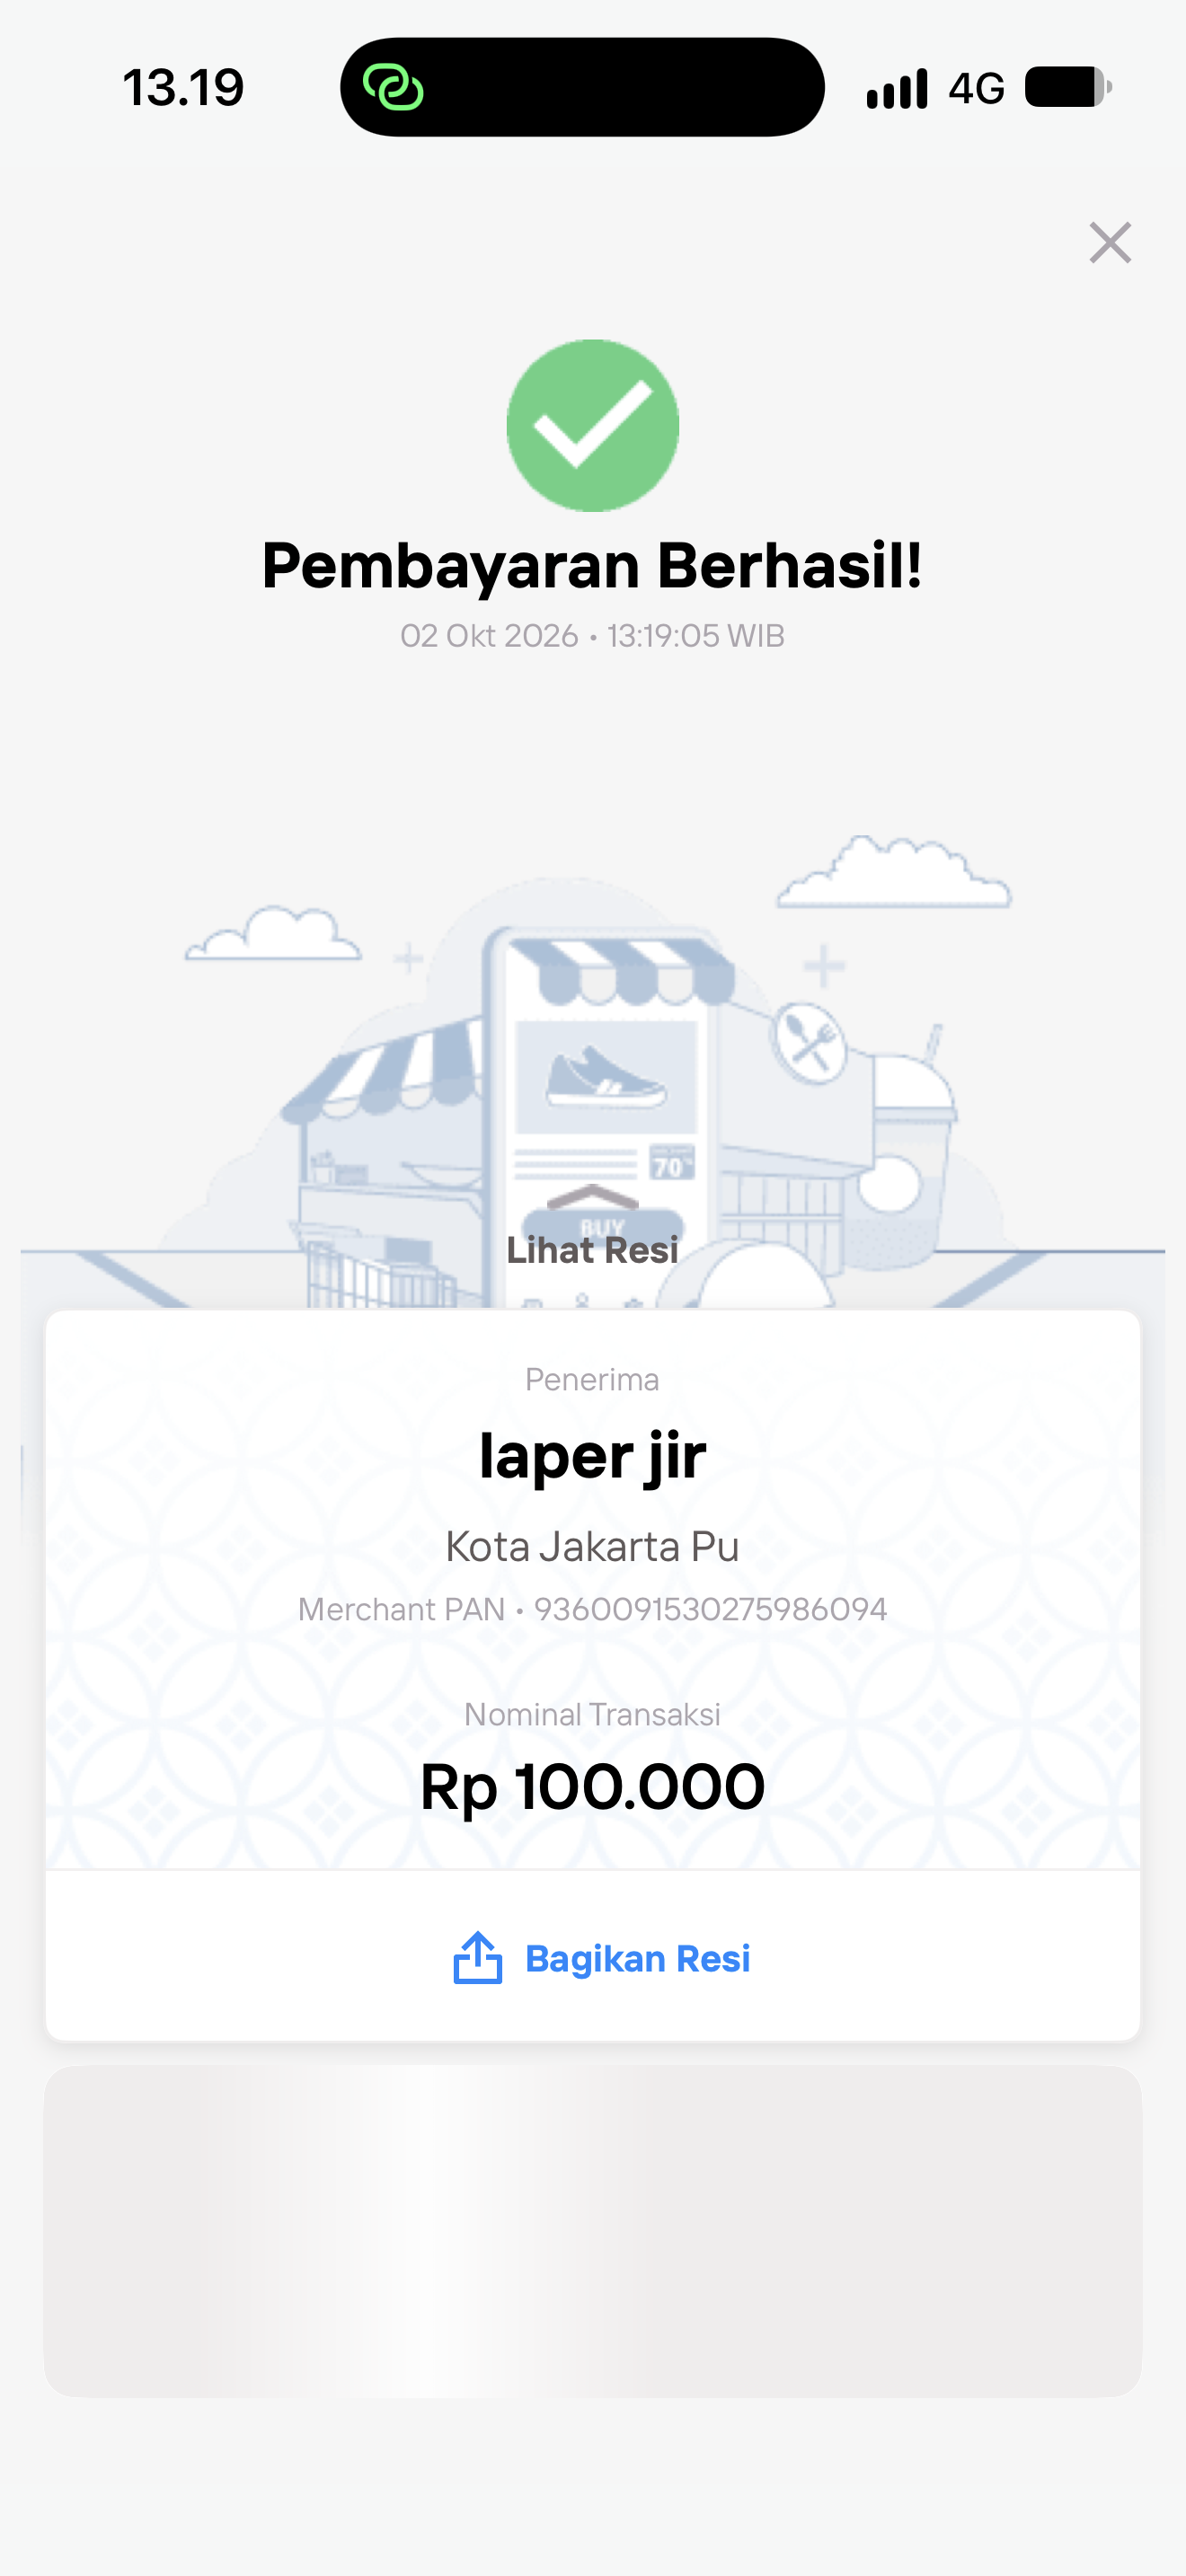 13.19
4G
Pembayaran Berhasil!
02 Okt 2026 • 13:19:05 WIB
70
BUY
Lihat Resi
Penerima
laper jir
Kota Jakarta Pu
Merchant PAN • 9360091530275986094
Nominal Transaksi
Rp 100.000
Bagikan Resi